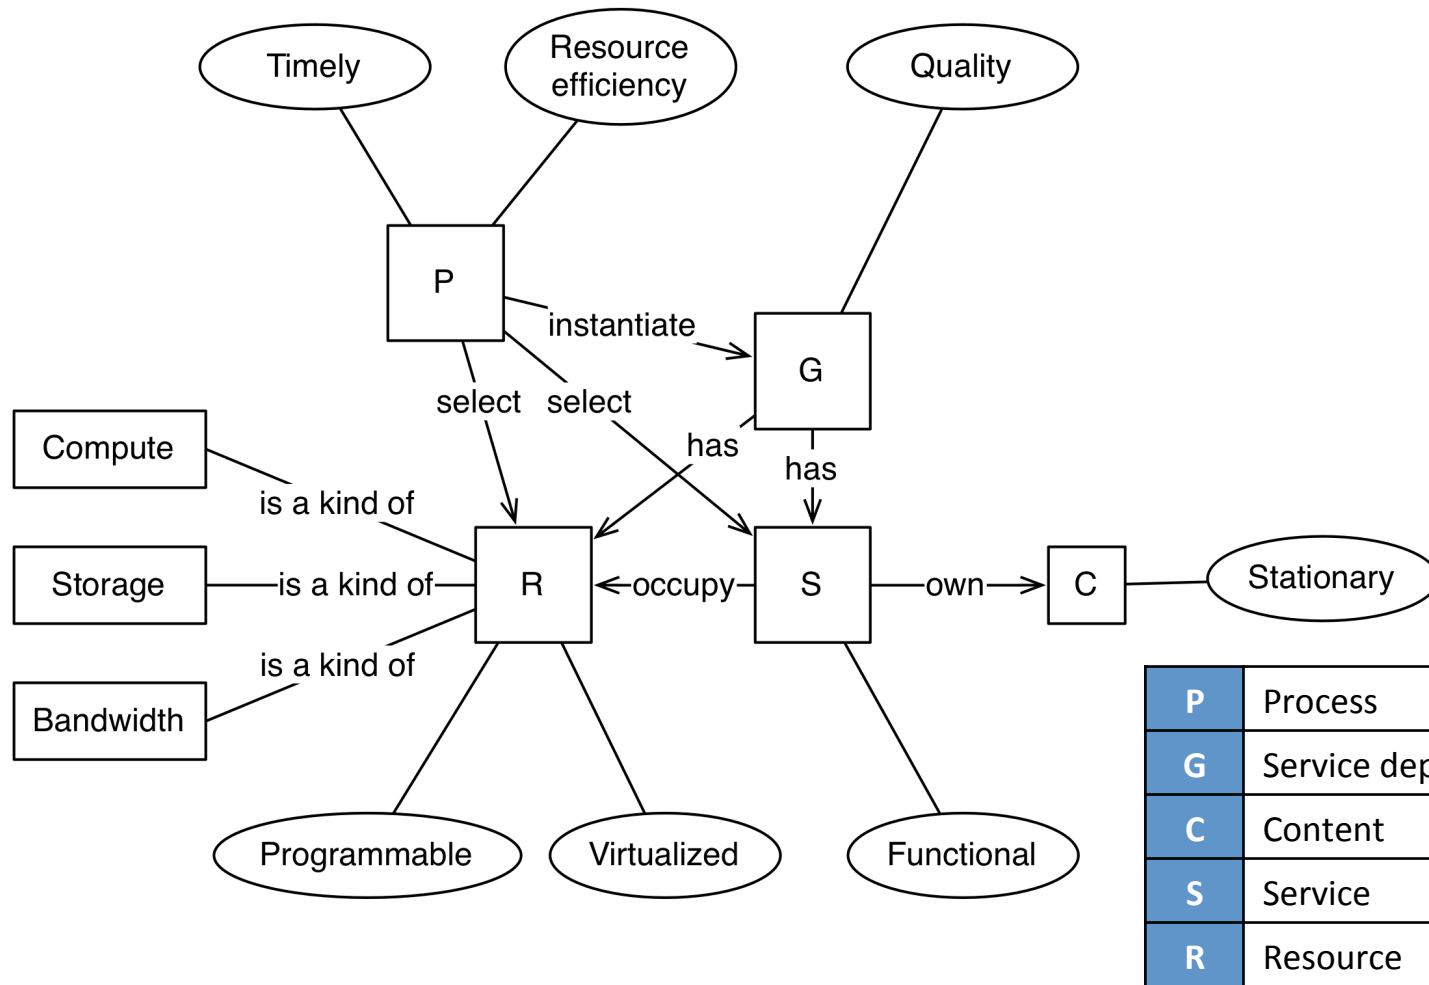 Timely
Resource
efficiency
Quality
P
instantiate
G
select
select
Compute
has
has
is a kind of
Storage
is a kind of
R
occupy
S
own
C
Stationary
is a kind of
Bandwidth
P Process
G Service
C Content
S Service
R Resource
Programmable
Virtualized
Functional